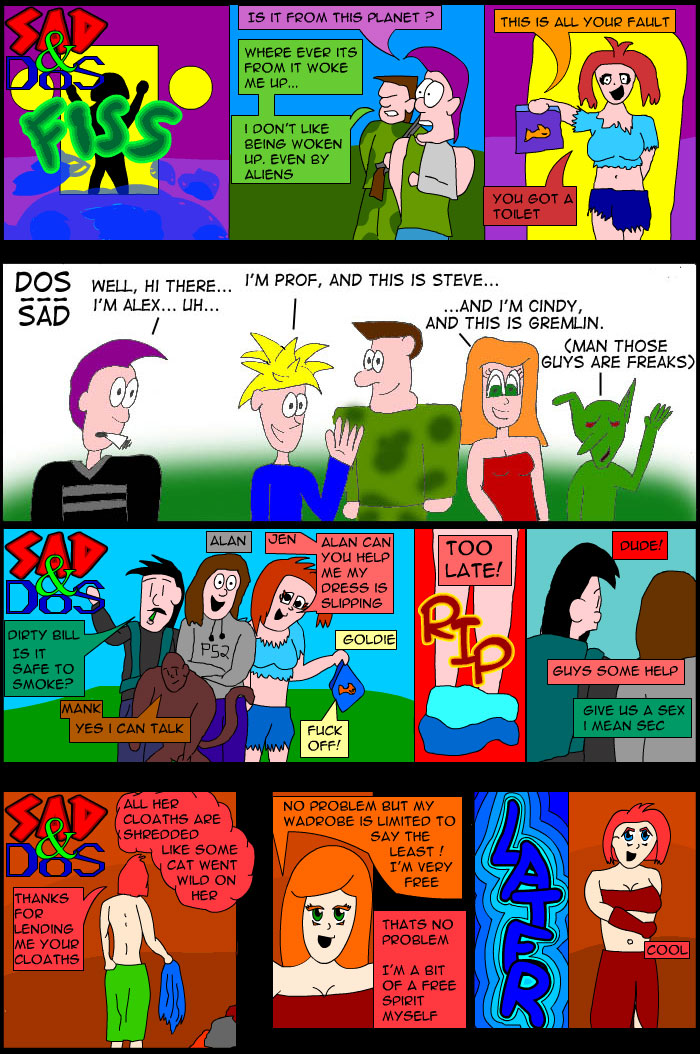 SAD
&
DOS
FISS
IS IT FROM THIS PLANET ?
WHERE EVER ITS
FROM IT WOKE
ME UP...
I DON'T LIKE
BEING WOKEN
UP. EVEN BY
ALIENS
THIS IS ALL YOUR FAULT
YOU GOT A
TOILET
DOS
---
SAD
WELL, HI THERE...
I'M ALEX... UH...
I'M PROF, AND THIS IS STEVE...
...AND I'M CINDY,
AND THIS IS GREMLIN.
(MAN THOSE
GUYS ARE FREAKS)
SAD
&
DOS
DIRTY BILL
IS IT
SAFE TO
SMOKE?
ALAN
JEN
ALAN CAN
YOU HELP
ME MY
DRESS IS
SLIPPING
PS2
GOLDIE
MANK
YES I CAN TALK
FUCK
OFF!
TOO
LATE!
RIP
DUDE!
GUYS SOME HELP
GIVE US A SEX
I MEAN SEC
SAD
&
DOS
ALL HER
CLOATHS ARE
SHREDDED
LIKE SOME
CAT WENT
WILD ON
HER
THANKS
FOR
LENDING
ME YOUR
CLOATHS
NO PROBLEM BUT MY
WADROBE IS LIMITED TO
SAY THE
LEAST !
I'M VERY
FREE
THATS NO
PROBLEM
I'M A BIT
OF A FREE
SPIRIT
MYSELF
LATER
COOL